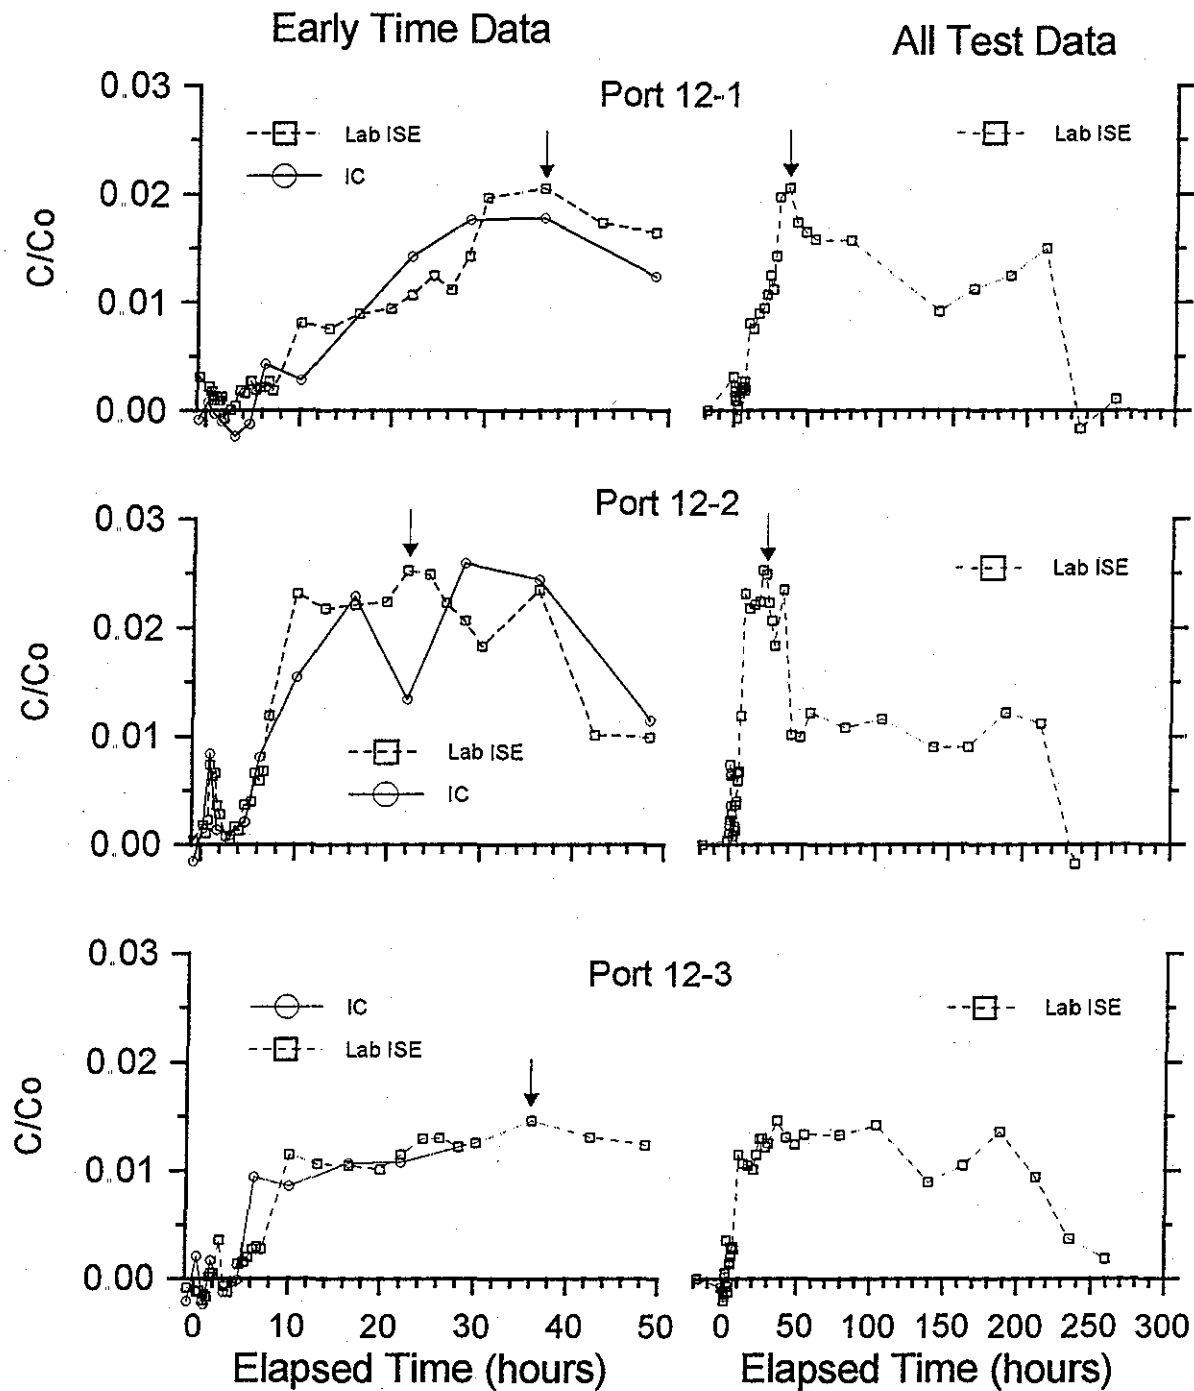 Early Time Data
All Test Data
Port 12-1
0.03
0.02
0.01
0.00
C/Co
Lab ISE
IC
Lab ISE
Port 12-2
0.03
0.02
0.01
0.00
C/Co
Lab ISE
IC
Lab ISE
Port 12-3
0.03
0.02
0.01
0.00
C/Co
IC
Lab ISE
Lab ISE
0 10 20 30 40 50
0 50 100 150 200 250 300
Elapsed Time (hours)
Elapsed Time (hours)